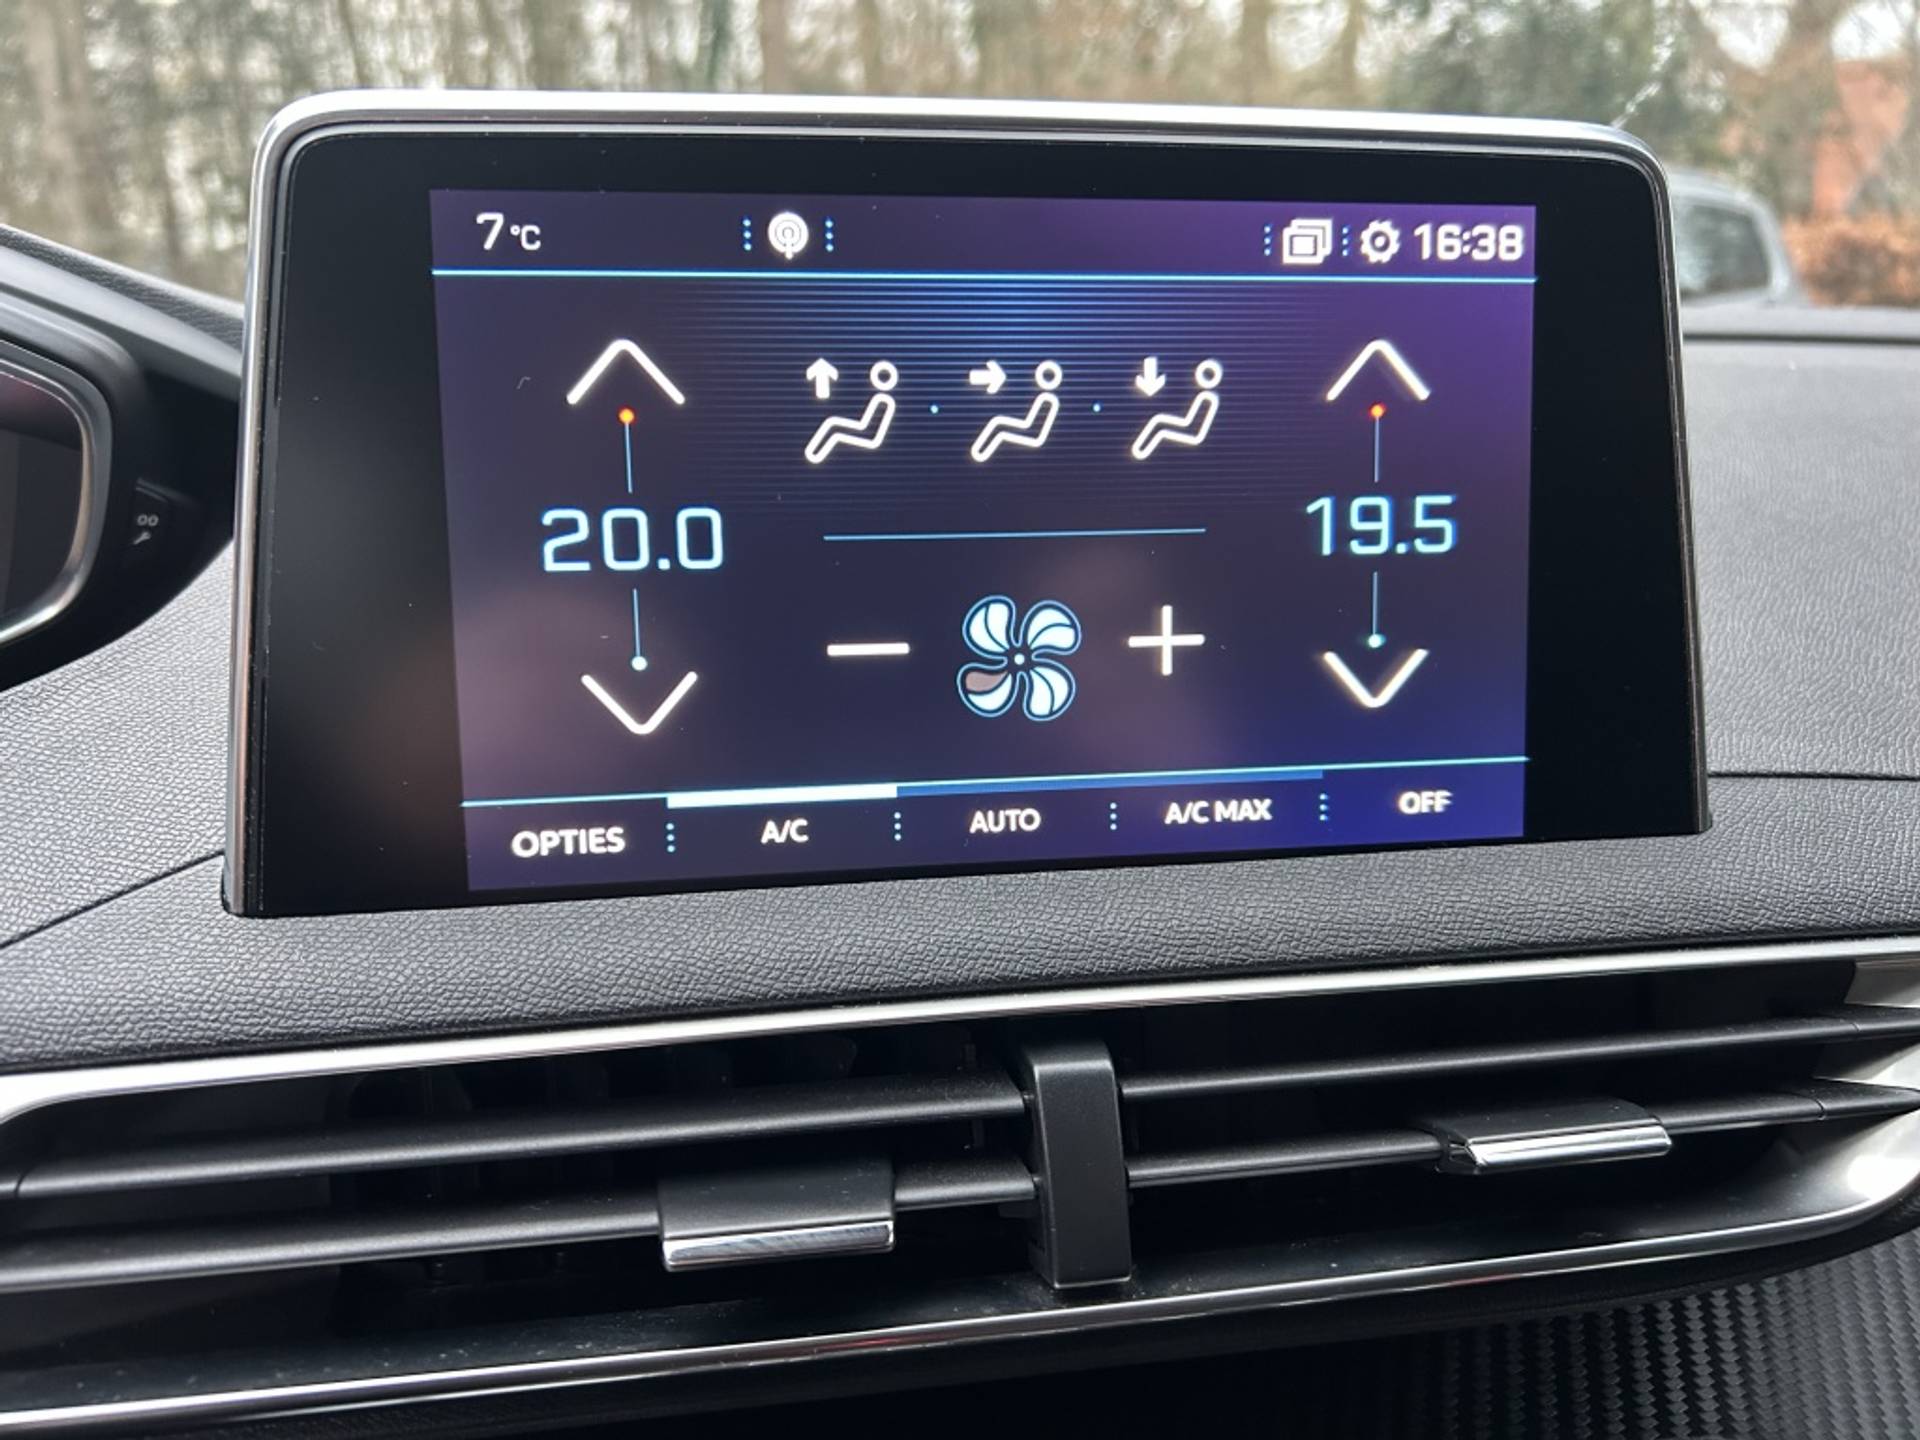 7°C 16:38
20.0 19.5
OPTIES A/C AUTO A/C MAX OFF